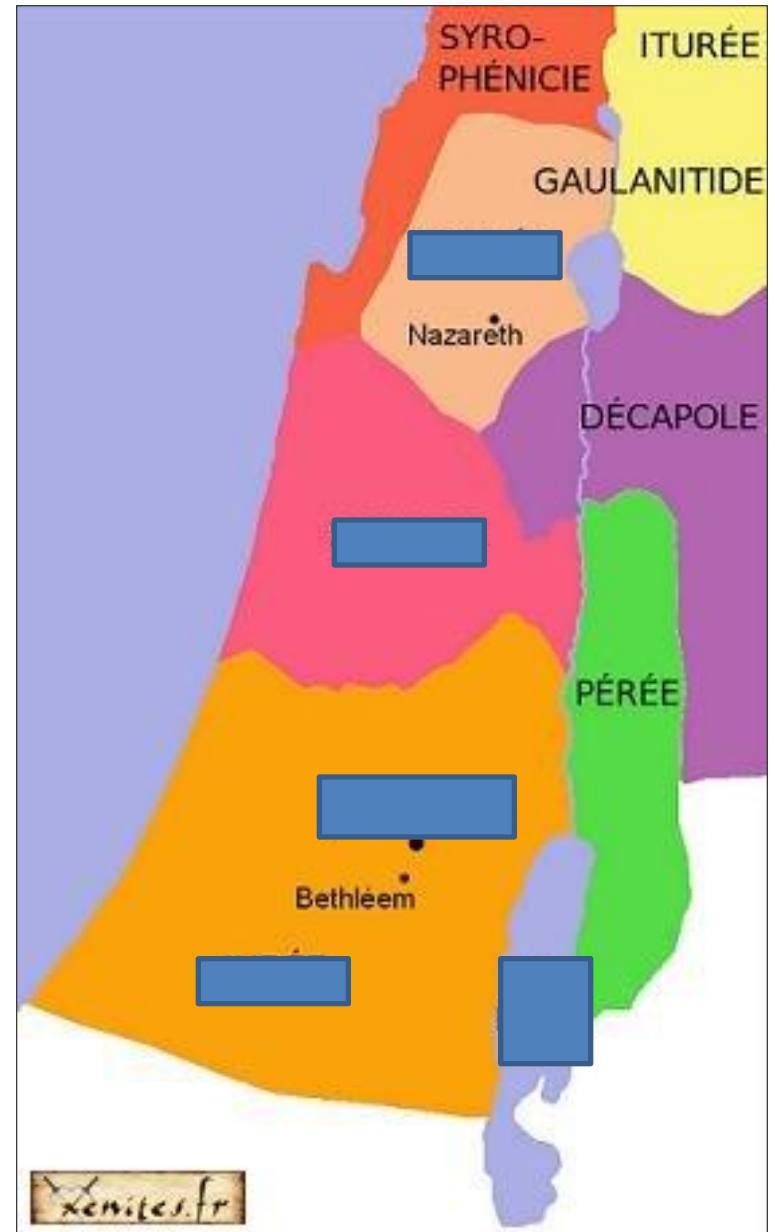 SYRO-
PHÉNICIE
ITURÉE
GAULANITIDE
Nazareth
DÉCAPOLE
PÉRÉE
Bethléem
xenites.fr